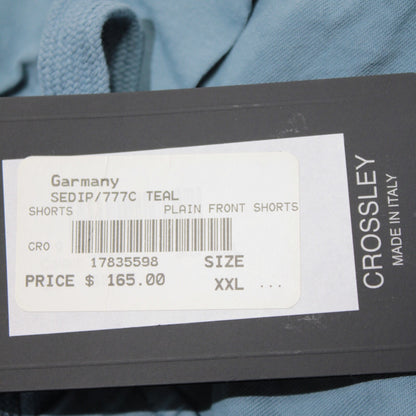 Garmany
SEDIP/777C TEAL
SHORTS PLAIN FRONT SHORTS
CRO
17835598 SIZE
PRICE $ 165.00 XXL ...
CROSSLEY
MADE IN ITALY